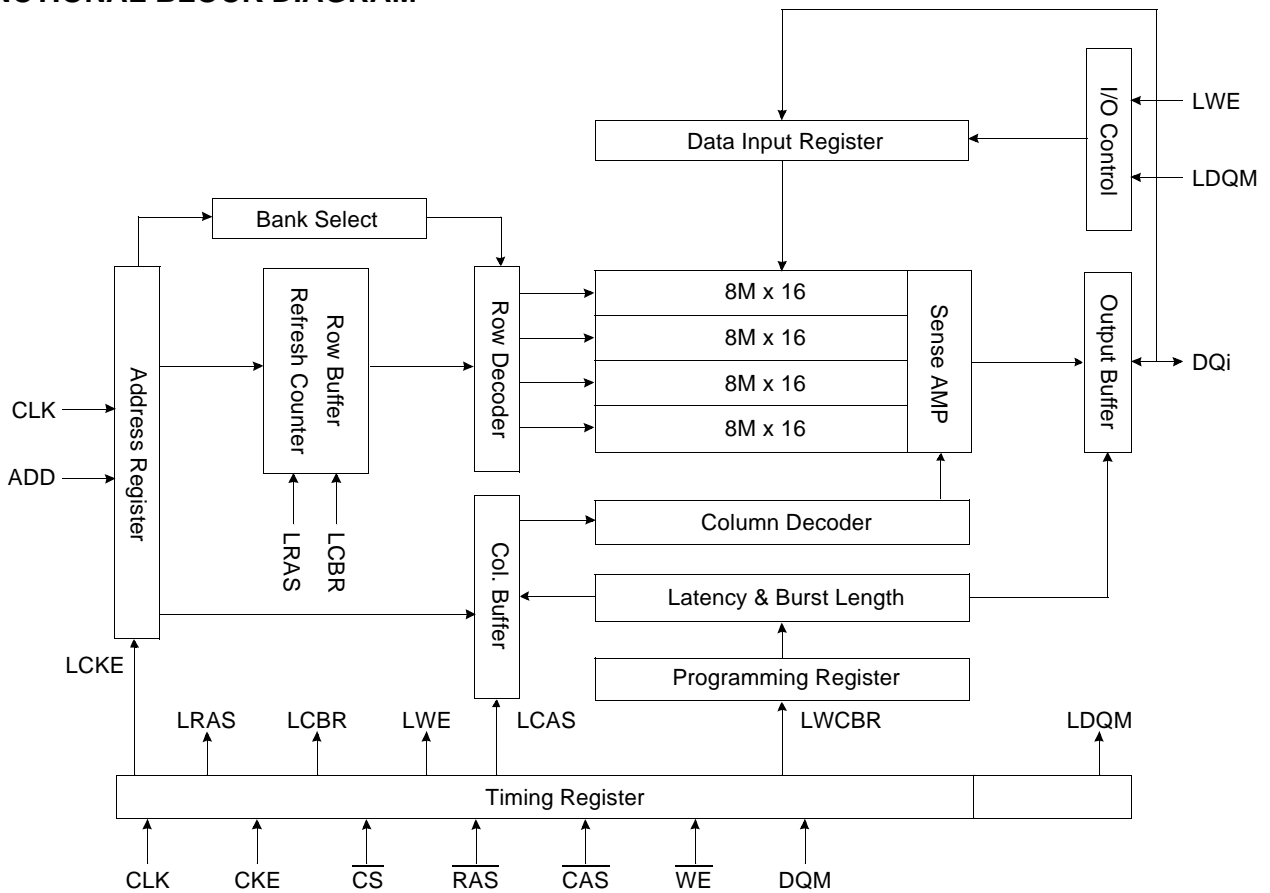 NCTIONAL BLOCK DIAGRAM
I/O Control
LWE
LDQM
Data Input Register
Bank Select
Address Register
CLK
ADD
Refresh Counter
Row Buffer
Row Decoder
8M x 16
8M x 16
8M x 16
8M x 16
Sense AMP
Output Buffer
DQi
LRAS
LCBR
Col. Buffer
Column Decoder
Latency & Burst Length
Programming Register
LCKE
LRAS
LCBR
LWE
LCAS
LWCBR
LDQM
Timing Register
CLK
CKE
CS
RAS
CAS
WE
DQM